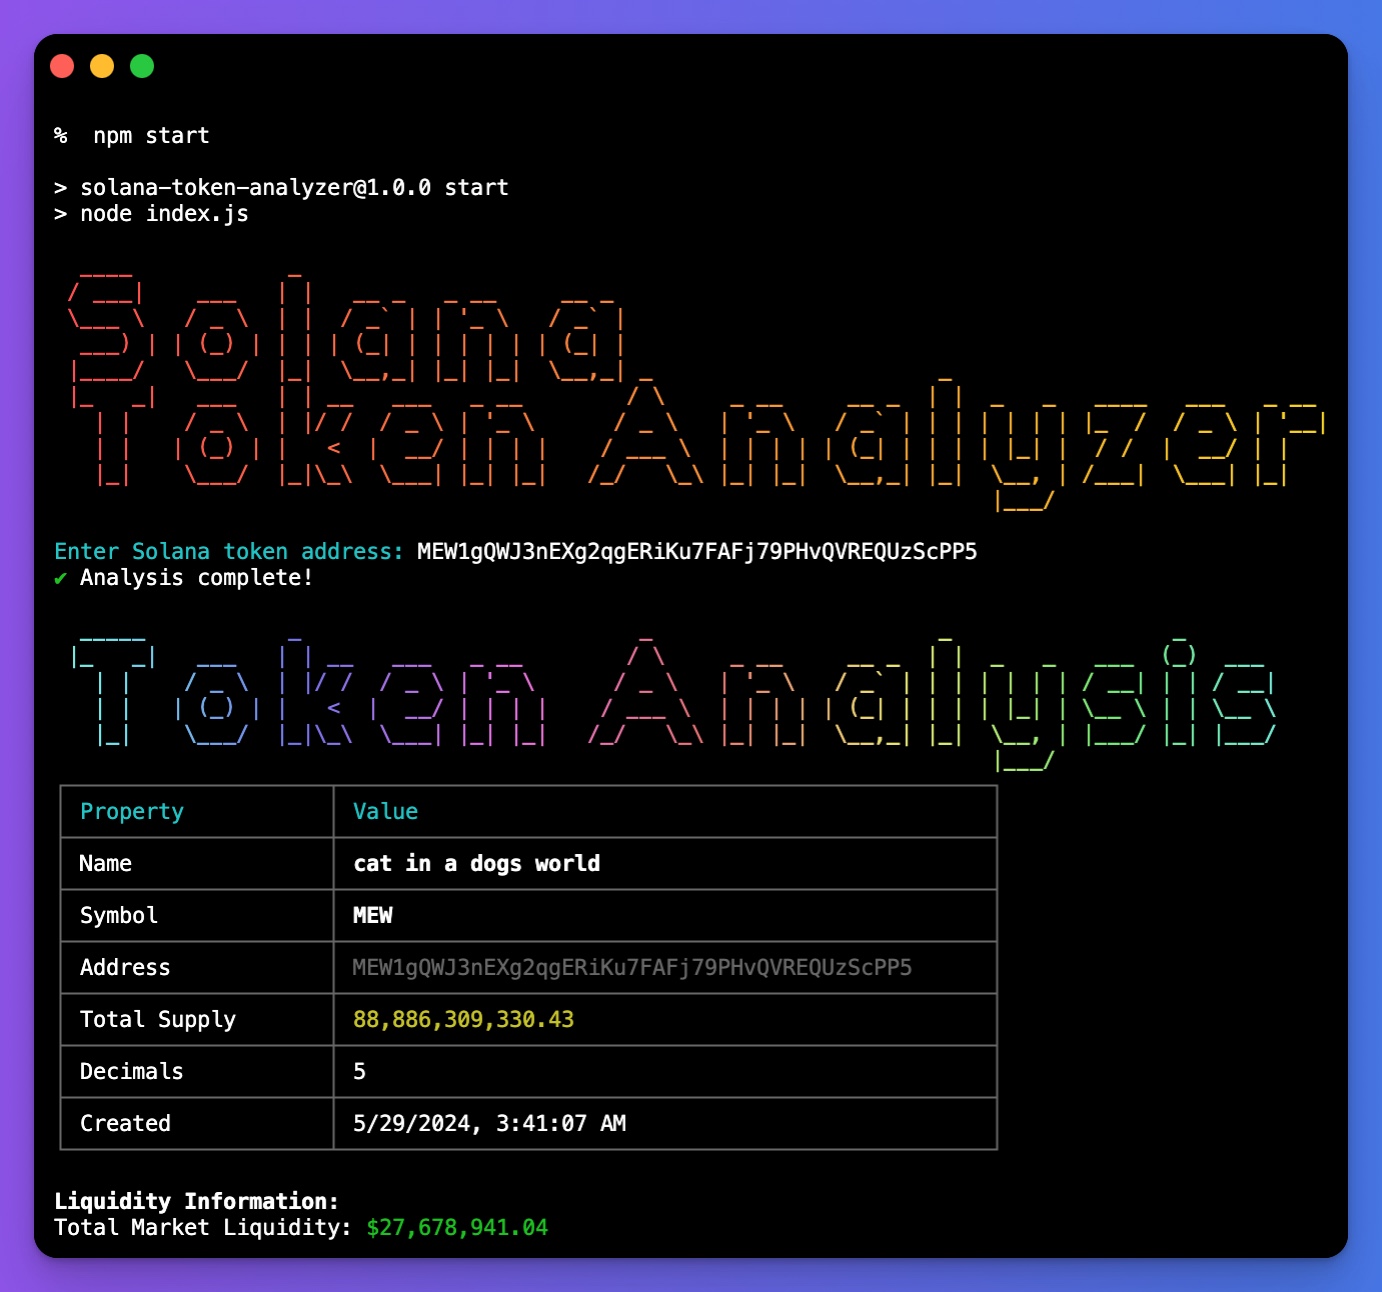 % npm start
> solana-token-analyzer@1.0.0 start
> node index.js
Solana
Token Analyzer
Enter Solana token address: MEW1gQWJ3nEXg2qgERiKu7FAFj79PHvQVREQUzScPP5
✔ Analysis complete!
Token Analysis
Property Value
Name cat in a dogs world
Symbol MEW
Address MEW1gQWJ3nEXg2qgERiKu7FAFj79PHvQVREQUzScPP5
Total Supply 88,886,309,330.43
Decimals 5
Created 5/29/2024, 3:41:07 AM
Liquidity Information:
Total Market Liquidity: $27,678,941.04